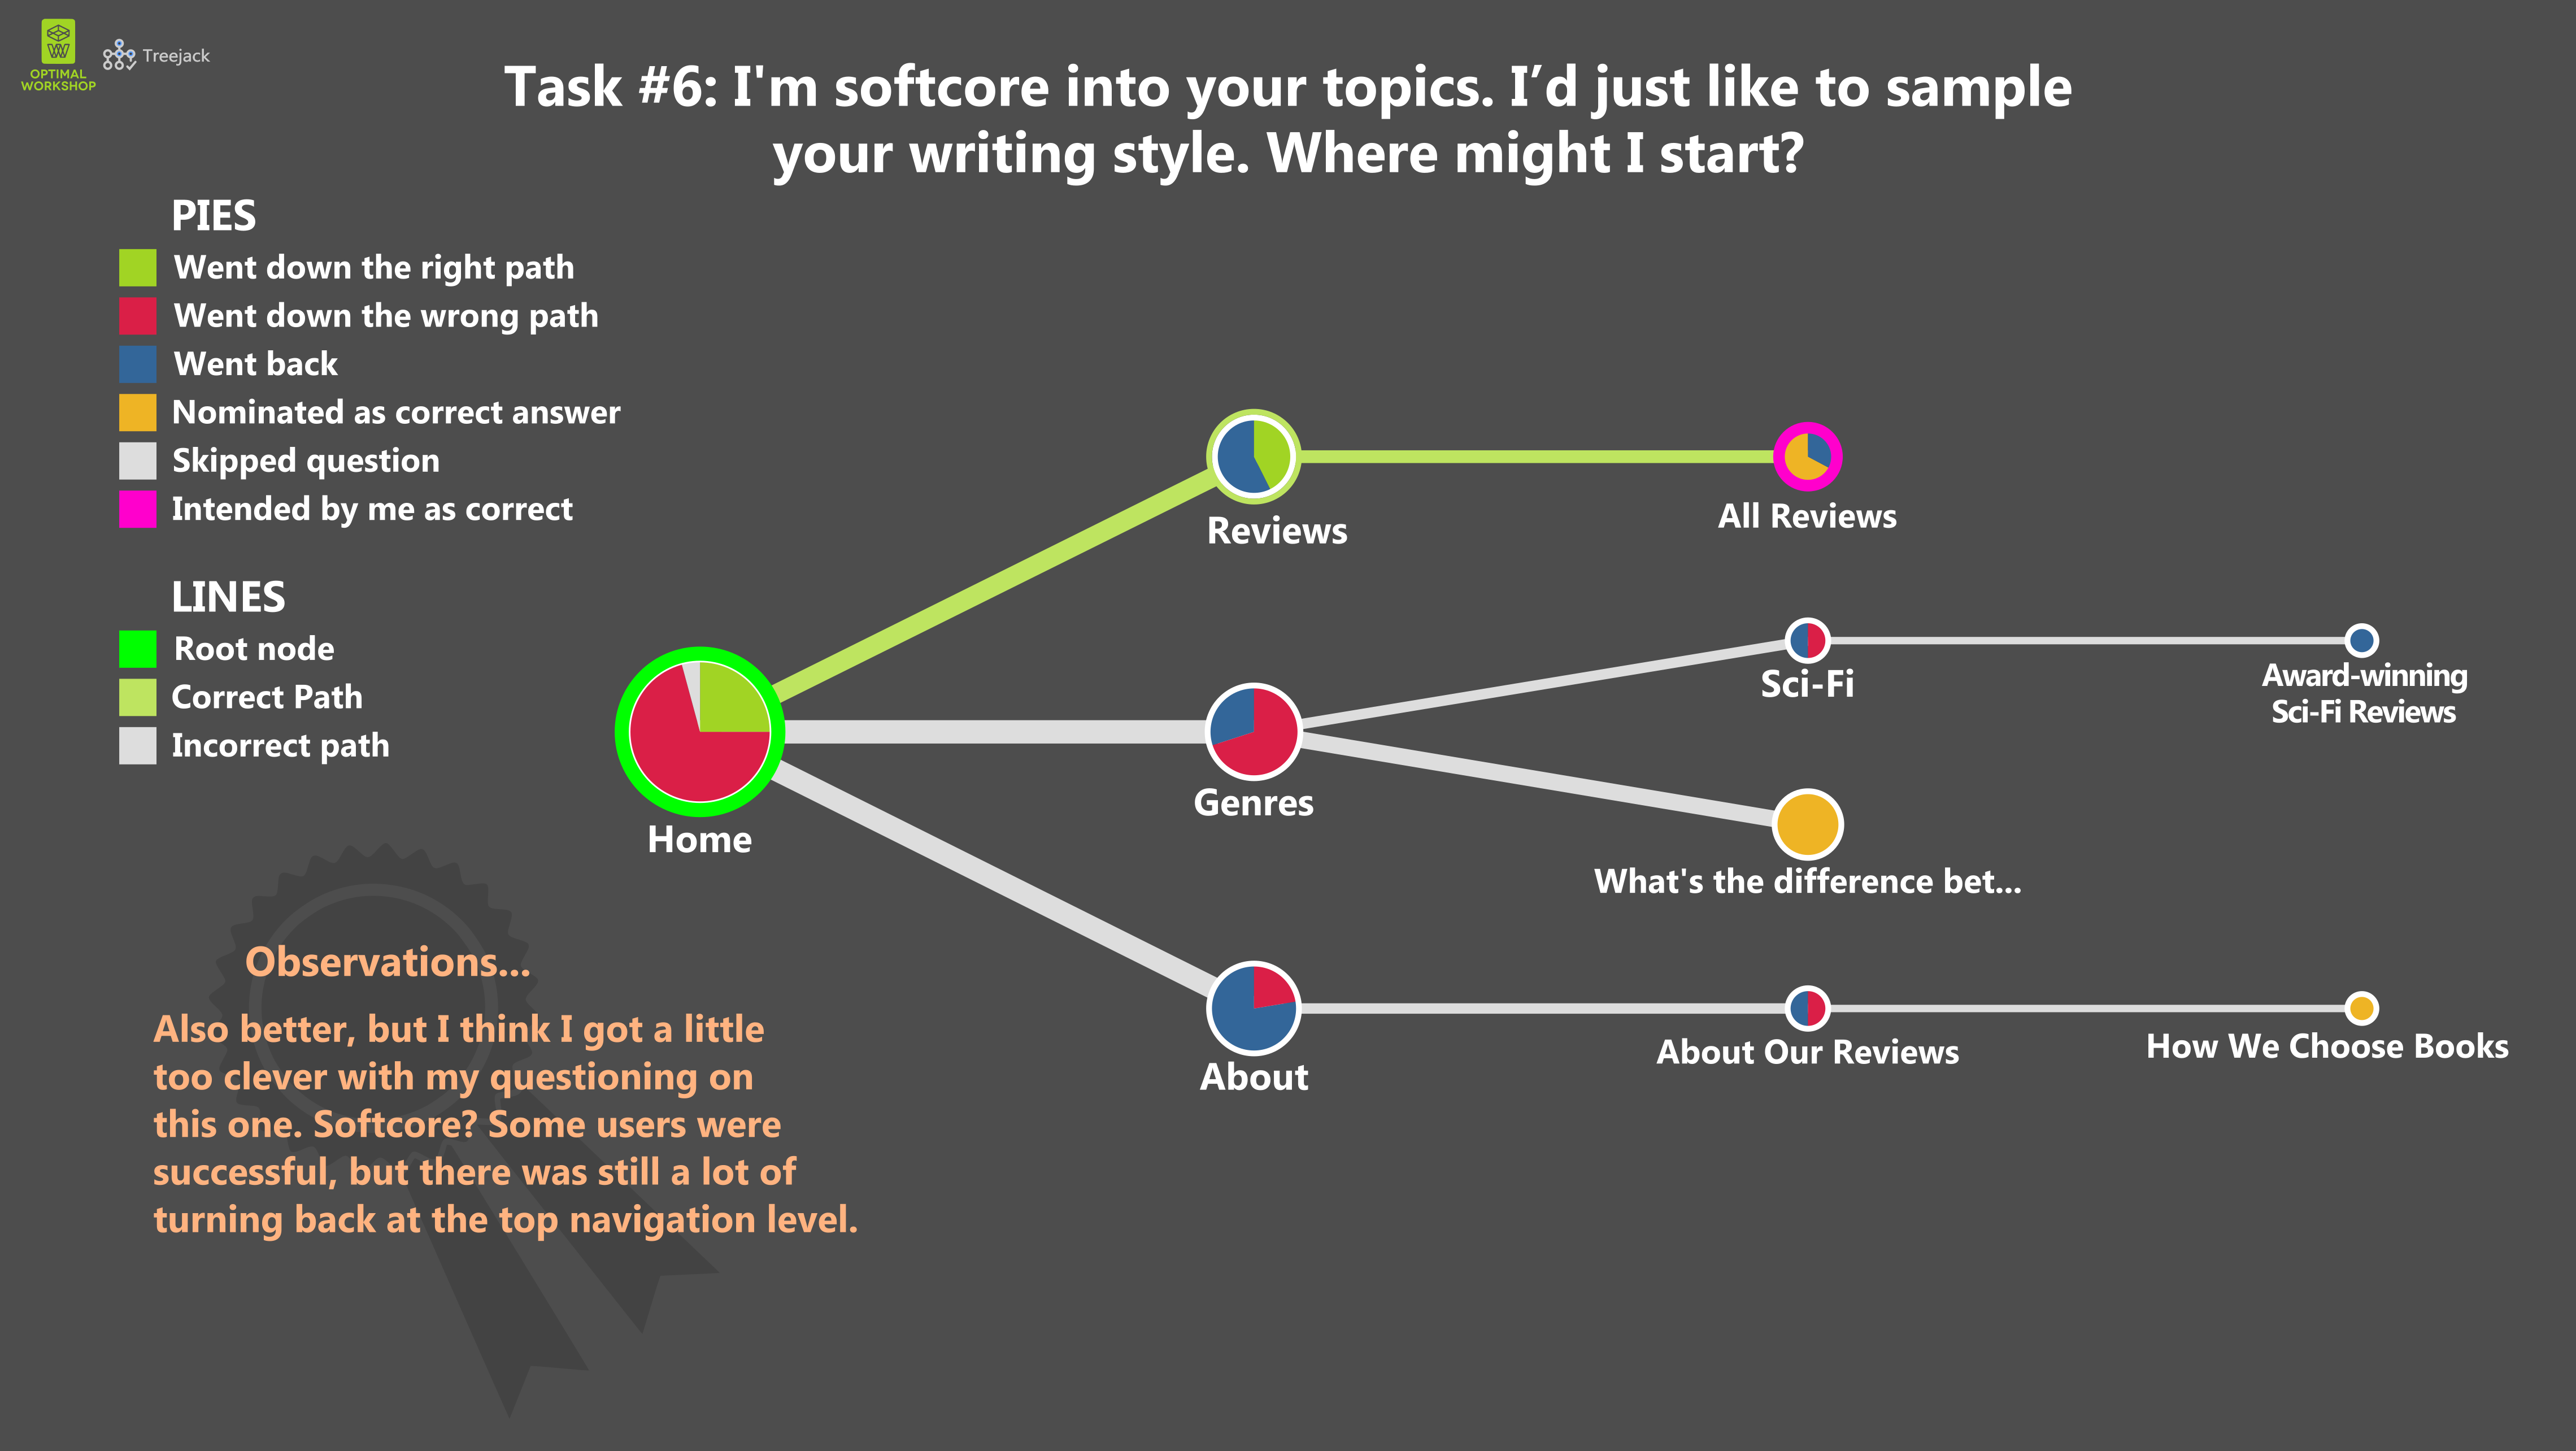 OPTIMAL
WORKSHOP
Treejack
Task #6: I'm softcore into your topics. I’d just like to sample
your writing style. Where might I start?
PIES
Went down the right path
Went down the wrong path
Went back
Nominated as correct answer
Skipped question
Intended by me as correct
LINES
Root node
Correct Path
Incorrect path
Reviews
All Reviews
Sci-Fi
Award-winning
Sci-Fi Reviews
Genres
Home
What's the difference bet...
About
About Our Reviews
How We Choose Books
Observations...
Also better, but I think I got a little
too clever with my questioning on
this one. Softcore? Some users were
successful, but there was still a lot of
turning back at the top navigation level.